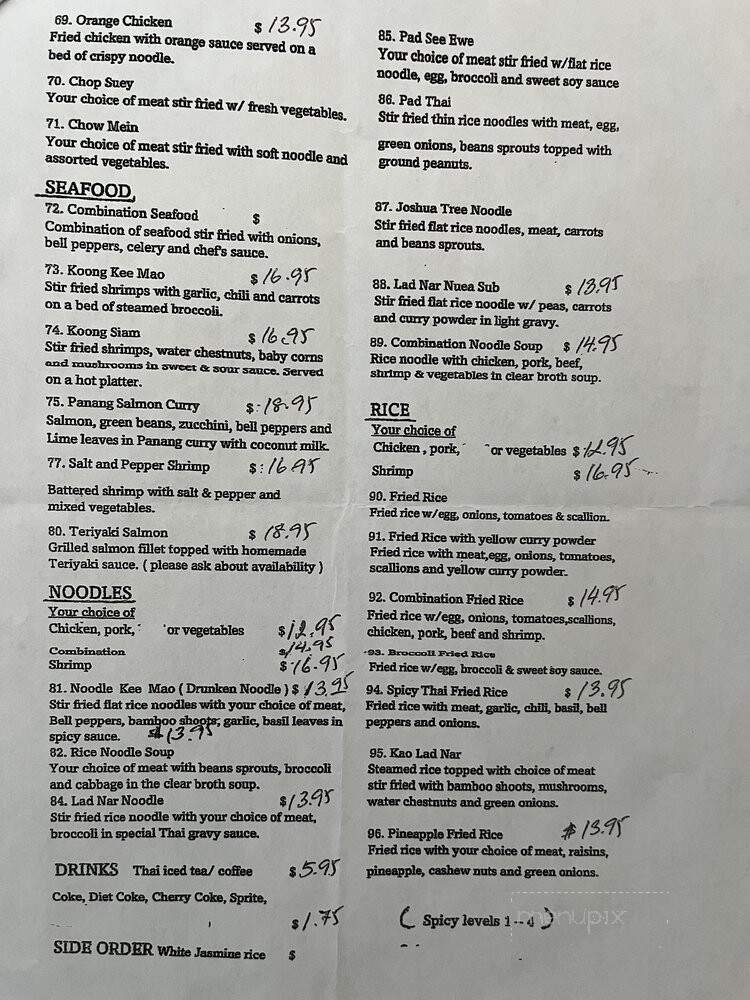 69. Orange Chicken $ 13.95
Fried chicken with orange sauce served on a
bed of crispy noodle.
70. Chop Suey
Your choice of meat stir fried w/ fresh vegetables.
71. Chow Mein
Your choice of meat stir fried with soft noodle and
assorted vegetables.
SEAFOOD
72. Combination Seafood $
Combination of seafood stir fried with onions,
bell peppers, celery and chef's sauce.
73. Koong Kee Mao $ 16.95
Stir fried shrimps with garlic, chili and carrots
on a bed of steamed broccoli.
74. Koong Siam $ 16.95
Stir fried shrimps, water chestnuts, baby corns
and mushrooms in sweet & sour sauce. Served
on a hot platter.
75. Panang Salmon Curry $ 18.95
Salmon, green beans, zucchini, bell peppers and
Lime leaves in Panang curry with coconut milk.
77. Salt and Pepper Shrimp $ 16.95
Battered shrimp with salt & pepper and
mixed vegetables.
80. Teriyaki Salmon $ 18.95
Grilled salmon fillet topped with homemade
Teriyaki sauce. ( please ask about availability )
NOODLES
Your choice of
Chicken, pork, or vegetables $12.95
Combination $14.95
Shrimp $ 16.95
81. Noodle Kee Mao ( Drunken Noodle ) $ 13.95
Stir fried flat rice noodles with your choice of meat,
Bell peppers, bamboo shoots, garlic, basil leaves in
spicy sauce. $13.95
82. Rice Noodle Soup
Your choice of meat with beans sprouts, broccoli
and cabbage in the clear broth soup.
84. Lad Nar Noodle $13.95
Stir fried rice noodle with your choice of meat,
broccoli in special Thai gravy sauce.
DRINKS Thai iced tea/ coffee $5.95
Coke, Diet Coke, Cherry Coke, Sprite,
$1.75
SIDE ORDER White Jasmine rice $
85. Pad See Ewe
Your choice of meat stir fried w/flat rice
noodle, egg, broccoli and sweet soy sauce
86. Pad Thai
Stir fried thin rice noodles with meat, egg,
green onions, beans sprouts topped with
ground peanuts.
87. Joshua Tree Noodle
Stir fried flat rice noodles, meat, carrots
and beans sprouts.
88. Lad Nar Nuea Sub $ 13.95
Stir fried flat rice noodle w/ peas, carrots
and curry powder in light gravy.
89. Combination Noodle Soup $ 14.95
Rice noodle with chicken, pork, beef,
shrimp & vegetables in clear broth soup.
RICE
Your choice of
Chicken , pork, or vegetables $12.95
Shrimp $ 16.95
90. Fried Rice
Fried rice w/egg, onions, tomatoes & scallion.
91. Fried Rice with yellow curry powder
Fried rice with meat,egg, onions, tomatoes,
scallions and yellow curry powder.
92. Combination Fried Rice $ 14.95
Fried rice w/egg, onions, tomatoes,scallions,
chicken, pork, beef and shrimp.
93. Broccoli Fried Rice
Fried rice w/egg, broccoli & sweet soy sauce.
94. Spicy Thai Fried Rice $ 13.95
Fried rice with meat, garlic, chili, basil, bell
peppers and onions.
95. Kao Lad Nar
Steamed rice topped with choice of meat
stir fried with bamboo shoots, mushrooms,
water chestnuts and green onions.
96. Pineapple Fried Rice $ 13.95
Fried rice with your choice of meat, raisins,
pineapple, cashew nuts and green onions.
( Spicy levels 1 -- 4 )
menupix